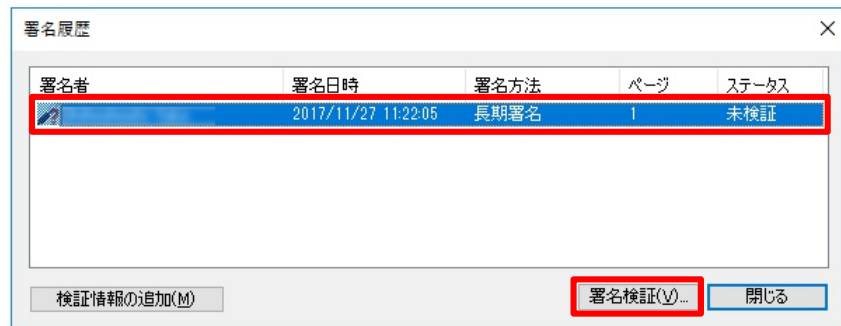 署名履歴
署名者 署名日時 署名方法 ページ ステータス
2017/11/27 11:22:05 長期署名 1 未検証
検証情報の追加(M) 署名検証(V)... 閉じる